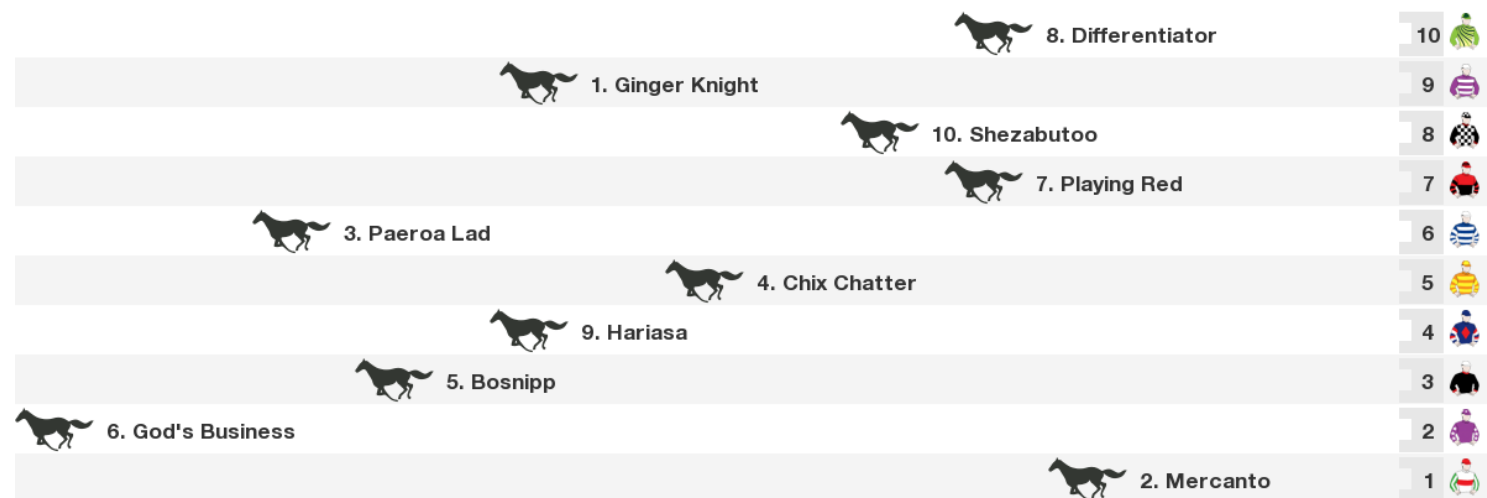 8. Differentiator 10
1. Ginger Knight 9
10. Shezabutoo 8
7. Playing Red 7
3. Paeroa Lad 6
4. Chix Chatter 5
9. Hariasa 4
5. Bosnipp 3
6. God's Business 2
2. Mercanto 1